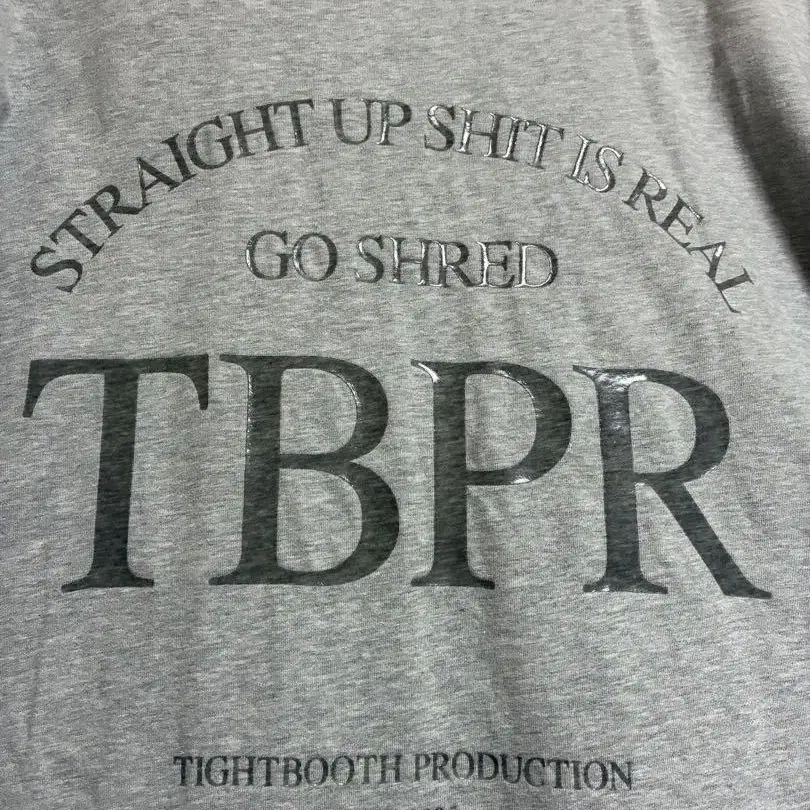 STRAIGHT UP SHIT IS REAL
GO SHRED
TBPR
TIGHTBOOTH PRODUCTION